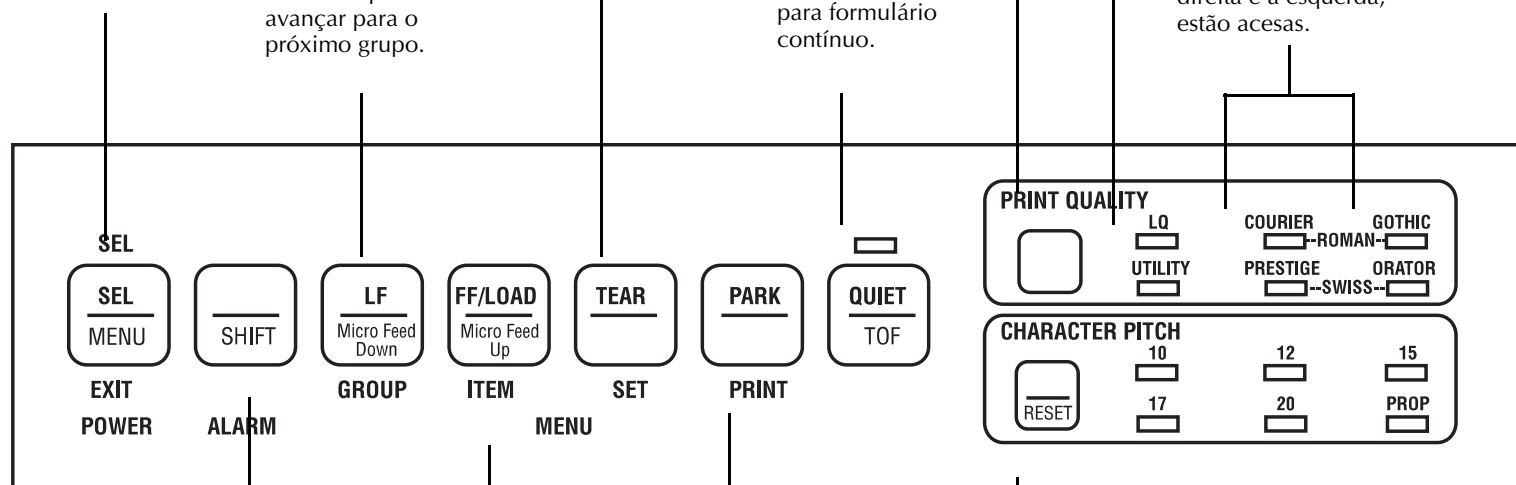 avançar para o
próximo grupo.
para formulário
contínuo.
estão acesas.
PRINT QUALITY
LQ
COURIER
GOTHIC
--ROMAN--
UTILITY
PRESTIGE
ORATOR
--SWISS--
SEL
SEL
MENU
SHIFT
LF
Micro Feed
Down
FF/LOAD
Micro Feed
Up
TEAR
PARK
QUIET
TOF
EXIT
GROUP
ITEM
SET
PRINT
POWER
ALARM
MENU
CHARACTER PITCH
10
12
15
RESET
17
20
PROP